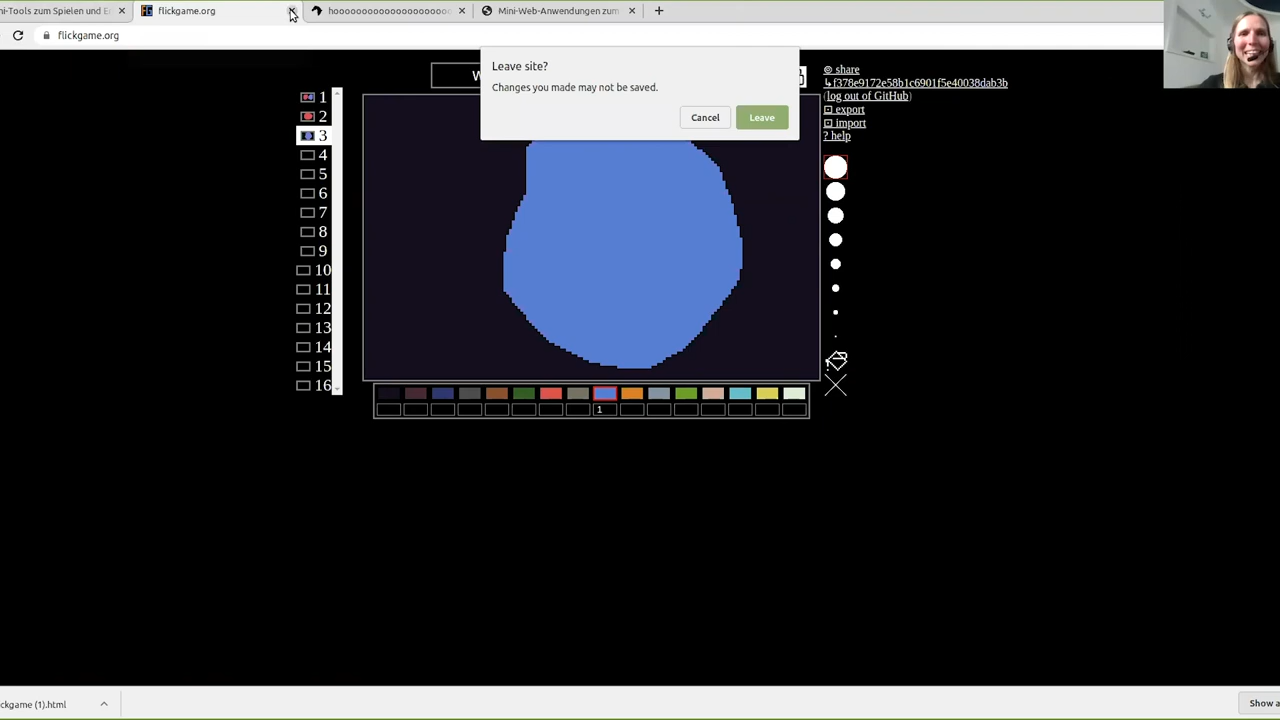 ni-Tools zum Spielen und Er
flickgame.org
hooooooooooooooooooooo
Mini-Web-Anwendungen zum
flickgame.org
Leave site?
Changes you made may not be saved.
Cancel
Leave
W
share
↳f378e9172e58b1c6901f5e40038dab3b
(log out of GitHub)
⊡ export
⊡ import
? help
1
2
3
4
5
6
7
8
9
10
11
12
13
14
15
16
1
ckgame (1).html
Show a